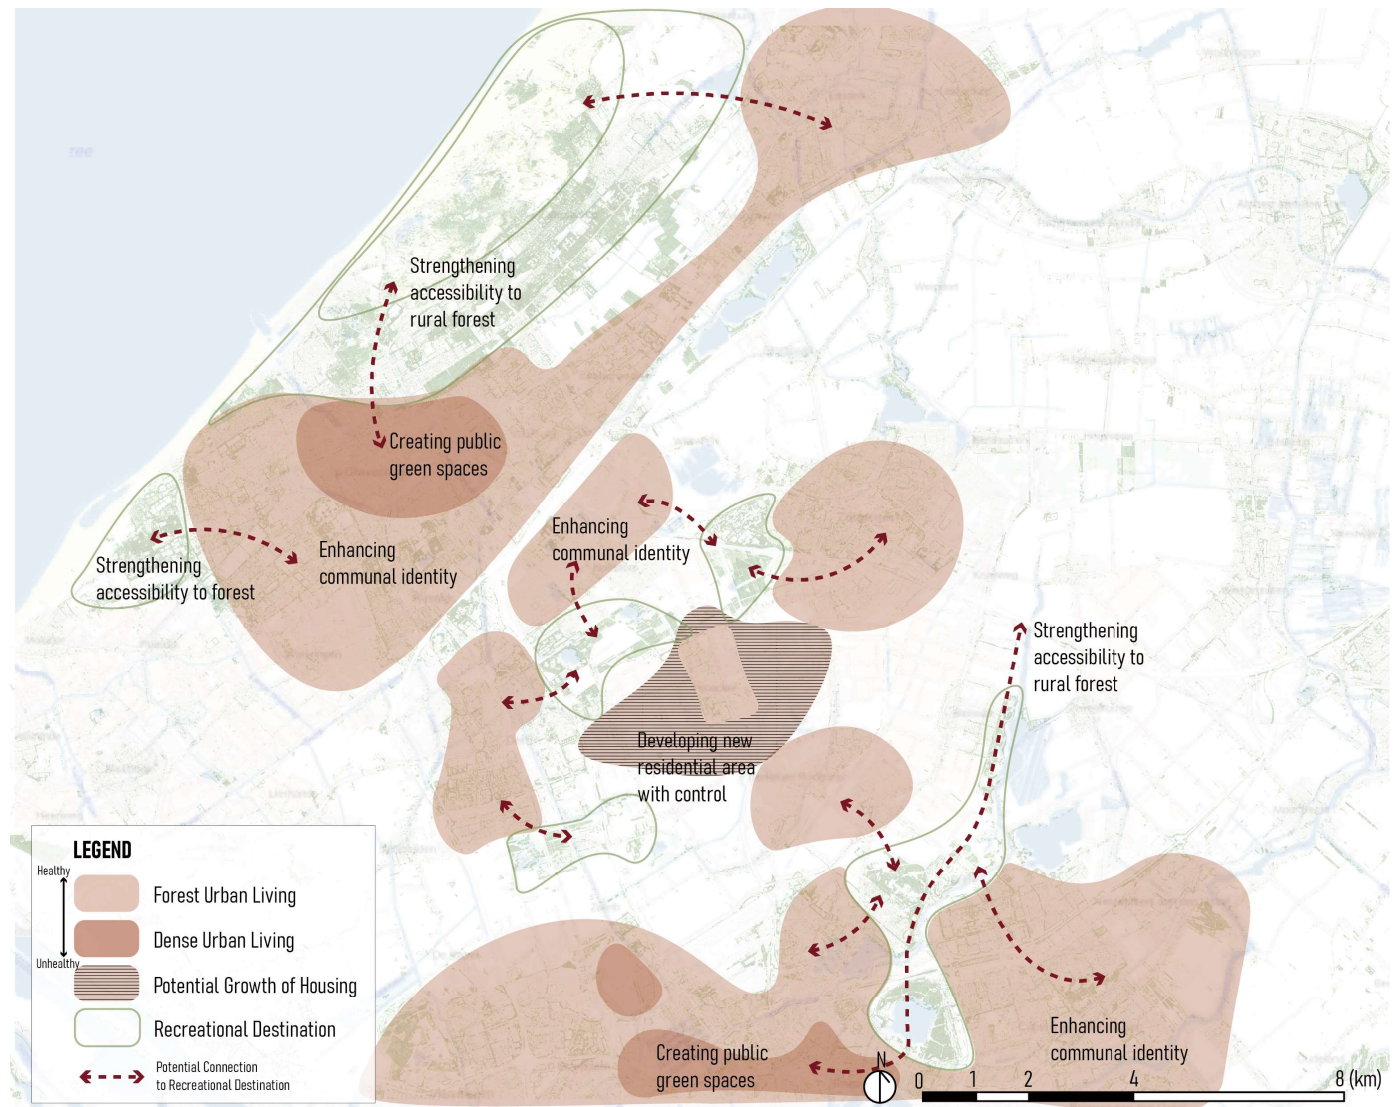 Strengthening
accessibility to
rural forest
Creating public
green spaces
Enhancing
communal identity
Strengthening
accessibility to forest
Enhancing
communal identity
Strengthening
accessibility to
rural forest
Developing new
residential area
with control
Creating public
green spaces
Enhancing
communal identity
LEGEND
Healthy
Unhealthy
Forest Urban Living
Dense Urban Living
Potential Growth of Housing
Recreational Destination
Potential Connection
to Recreational Destination
N
0 1 2 4 8 (km)